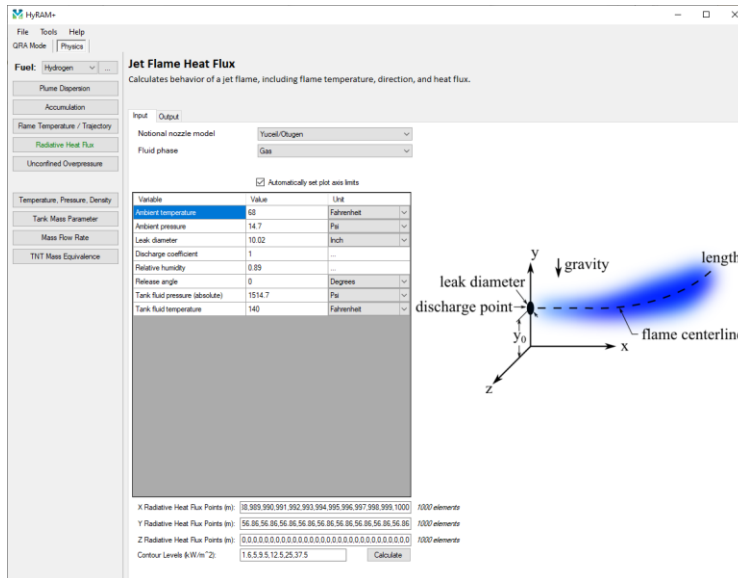 HyRAM+
File Tools Help
QRA Mode Physics
Fuel: Hydrogen ...
Plume Dispersion
Accumulation
Flame Temperature / Trajectory
Radiative Heat Flux
Unconfined Overpressure
Temperature, Pressure, Density
Tank Mass Parameter
Mass Flow Rate
TNT Mass Equivalence
Jet Flame Heat Flux
Calculates behavior of a jet flame, including flame temperature, direction, and heat flux.
Input Output
Notional nozzle model Yuceil/Otugen
Fluid phase Gas
Automatically set plot axis limits
Variable Value Unit
Ambient temperature 68 Fahrenheit
Ambient pressure 14.7 Psi
Leak diameter 10.02 Inch
Discharge coefficient 1 ...
Relative humidity 0.89 ...
Release angle 0 Degrees
Tank fluid pressure (absolute) 1514.7 Psi
Tank fluid temperature 140 Fahrenheit
X Radiative Heat Flux Points (m): 38,989,990,991,992,993,994,995,996,997,998,999,1000 1000 elements
Y Radiative Heat Flux Points (m): 56.86,56.86,56.86,56.86,56.86,56.86,56.86,56.86,56.86 1000 elements
Z Radiative Heat Flux Points (m): 0,0,0,0,0,0,0,0,0,0,0,0,0,0,0,0,0,0,0,0,0,0,0,0,0,0,0,0 1000 elements
Contour Levels (kW/m^2): 1.6,5,9.5,12.5,25,37.5 Calculate
y
gravity
length
leak diameter
discharge point
y0
flame centerline
x
z